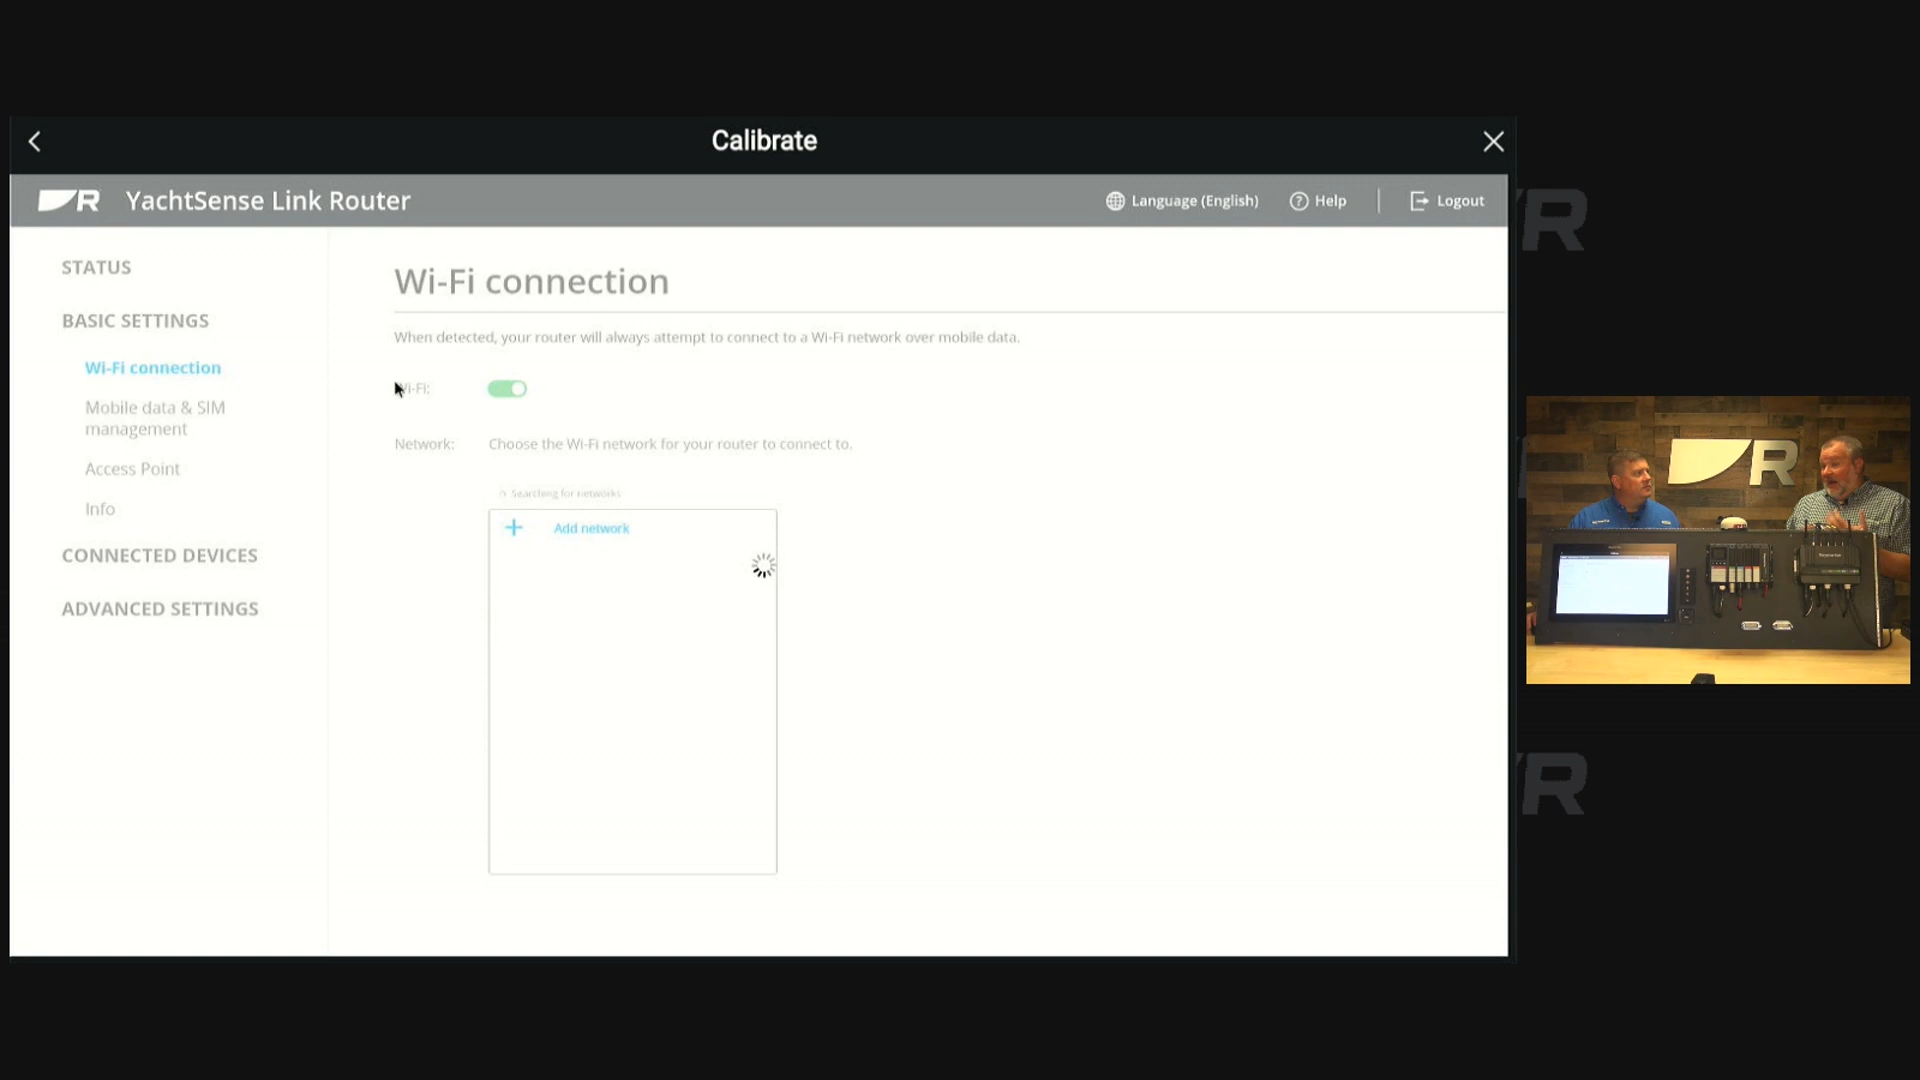 Calibrate
R YachtSense Link Router
Language (English)
Help
Logout
STATUS
BASIC SETTINGS
Wi-Fi connection
Mobile data & SIM
management
Access Point
Info
CONNECTED DEVICES
ADVANCED SETTINGS
Wi-Fi connection
When detected, your router will always attempt to connect to a Wi-Fi network over mobile data.
Wi-Fi:
Network: Choose the Wi-Fi network for your router to connect to.
Searching for networks
Add network
R
R
R